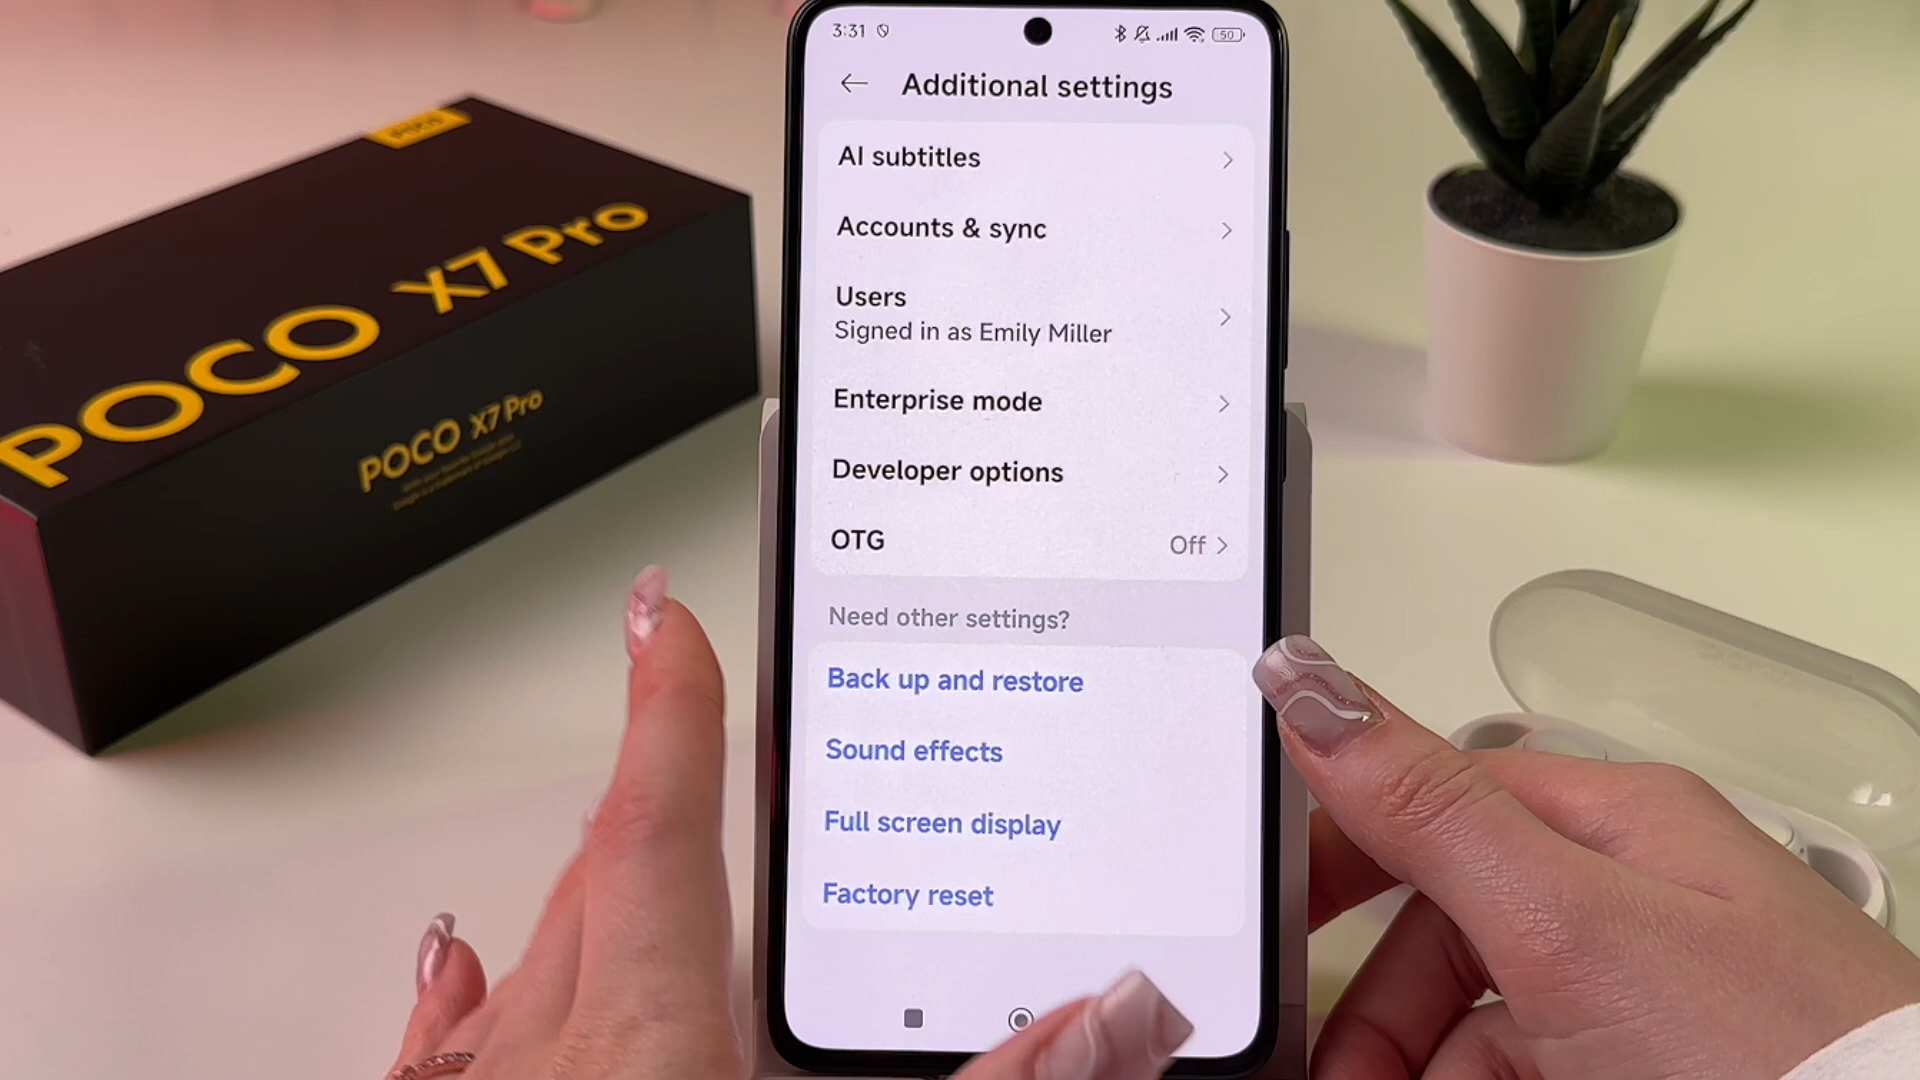 3:31
50
Additional settings
AI subtitles
Accounts & sync
Users
Signed in as Emily Miller
Enterprise mode
Developer options
OTG
Off
Need other settings?
Back up and restore
Sound effects
Full screen display
Factory reset
POCO
POCO X7 Pro
POCO X7 Pro